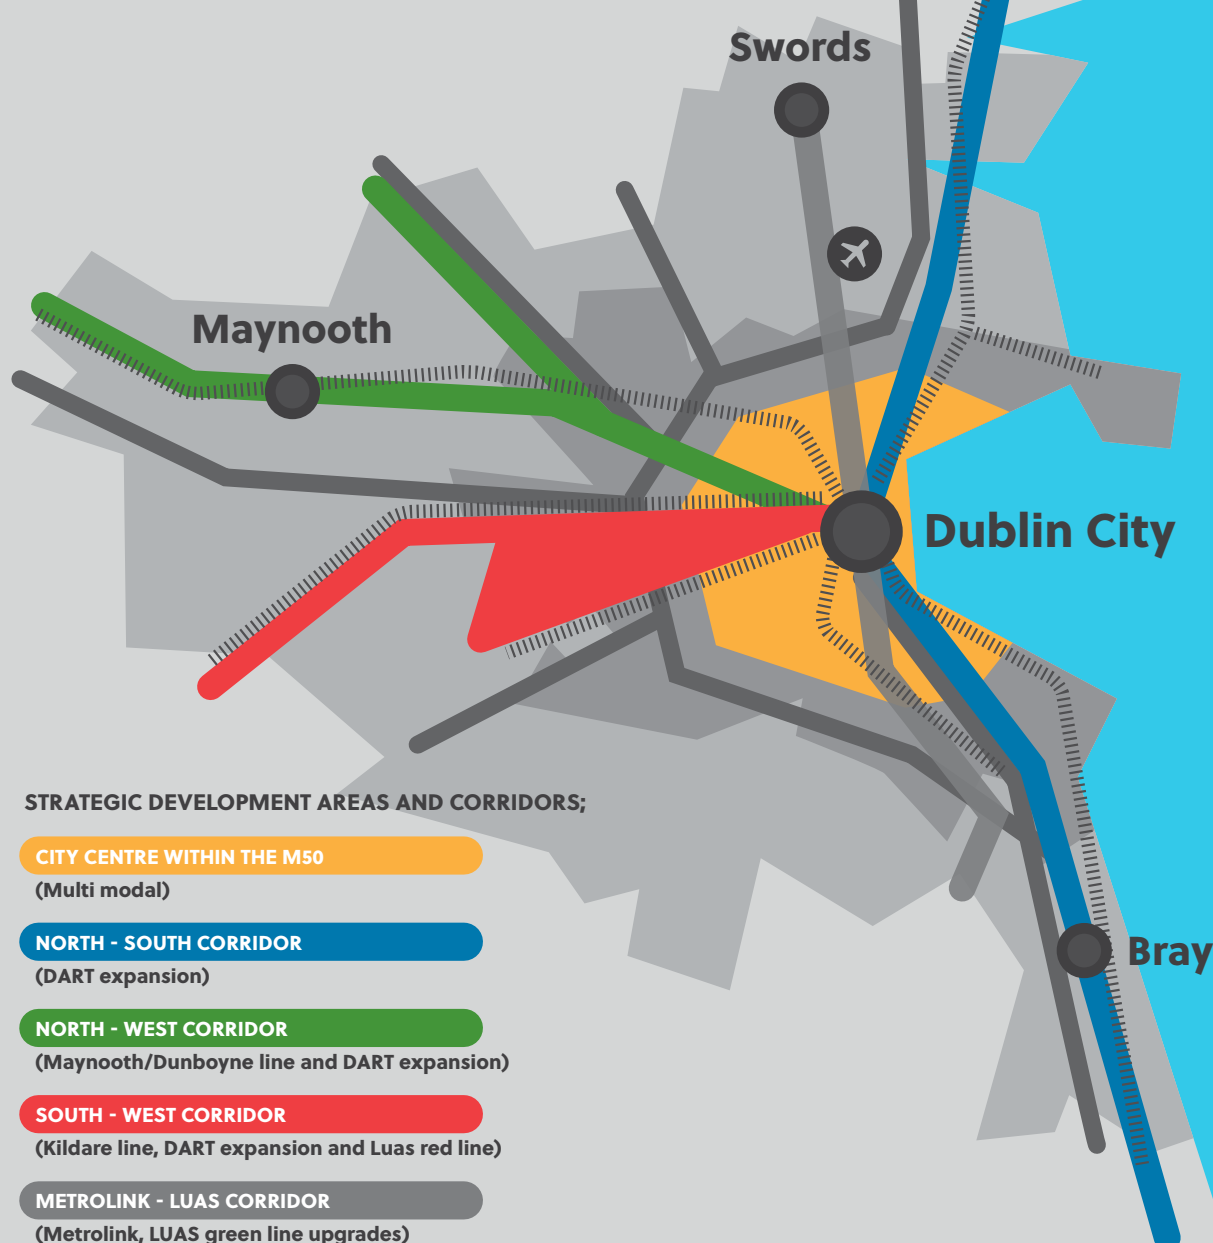 Swords
Maynooth
Dublin City
Bray
STRATEGIC DEVELOPMENT AREAS AND CORRIDORS;
CITY CENTRE WITHIN THE M50
(Multi modal)
NORTH - SOUTH CORRIDOR
(DART expansion)
NORTH - WEST CORRIDOR
(Maynooth/Dunboyne line and DART expansion)
SOUTH - WEST CORRIDOR
(Kildare line, DART expansion and Luas red line)
METROLINK - LUAS CORRIDOR
(Metrolink, LUAS green line upgrades)